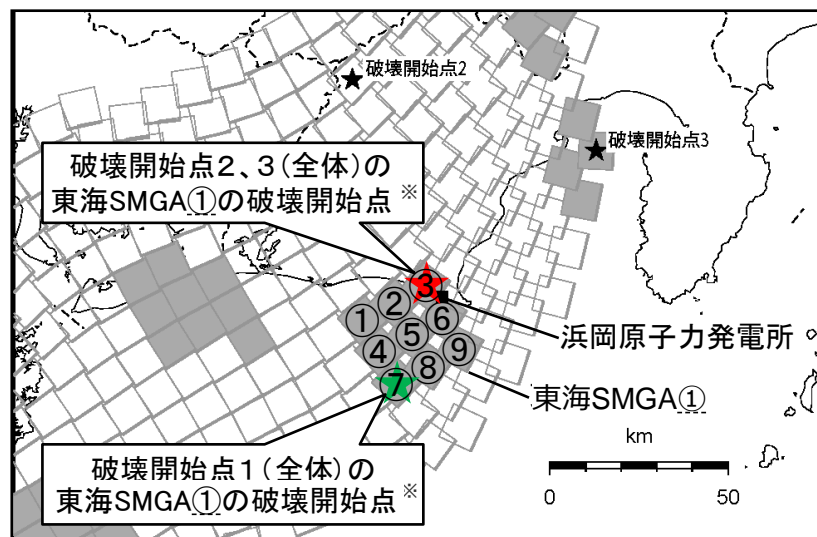 破壊開始点2
破壊開始点3
破壊開始点2、3(全体)の
東海SMGA①の破壊開始点※
③
②
①
⑥
⑤
④
⑨
⑧
⑦
浜岡原子力発電所
東海SMGA①
破壊開始点1(全体)の
東海SMGA①の破壊開始点※
km
0 50